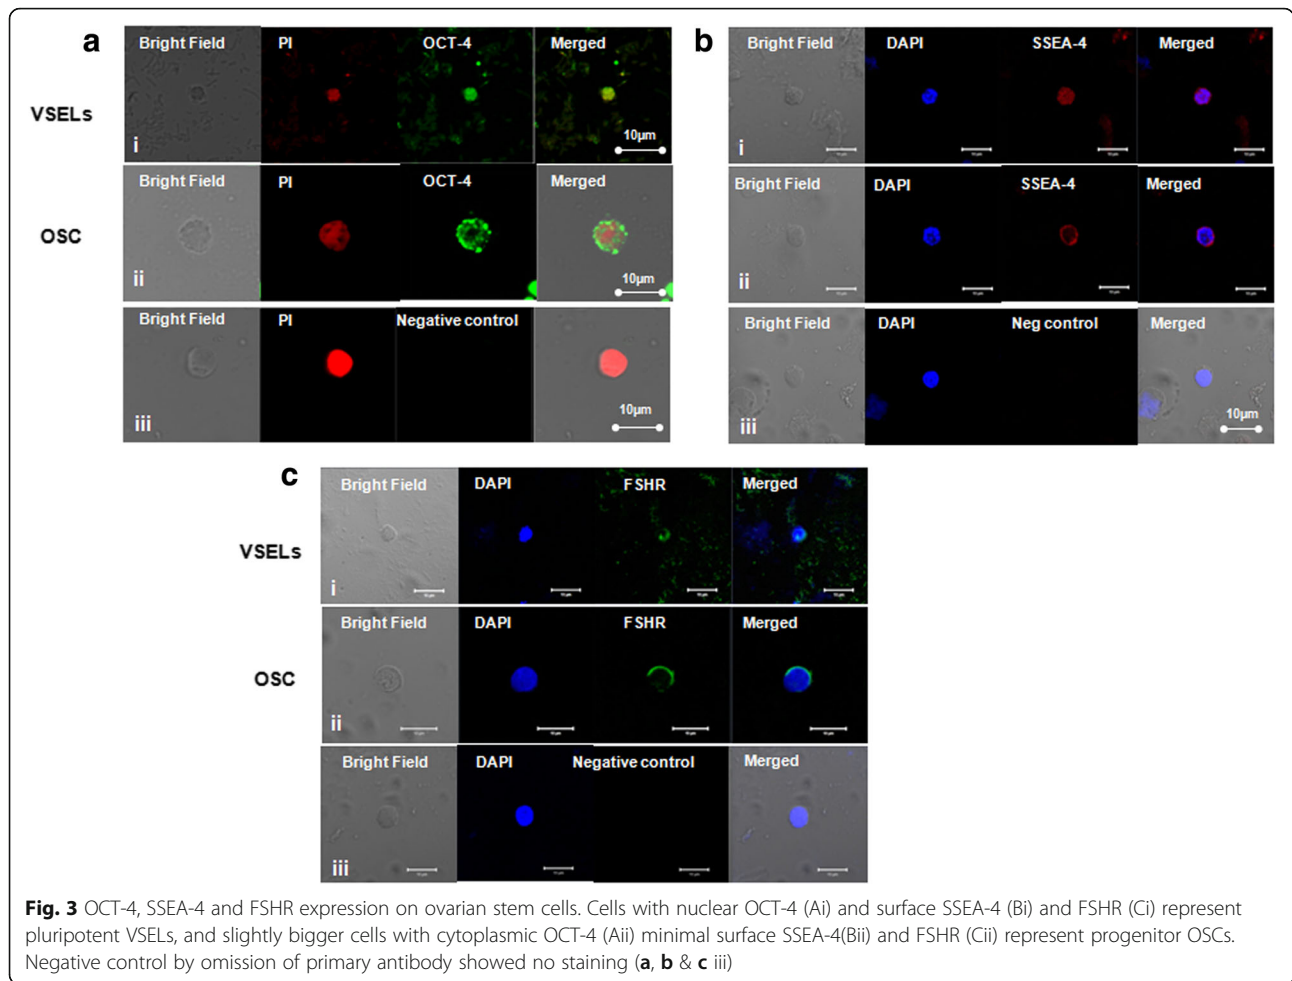 a
Bright Field PI OCT-4 Merged
VSELs
i
10µm
Bright Field PI OCT-4 Merged
OSC
ii
10µm
Bright Field PI Negative control
iii
10µm
b
Bright Field DAPI SSEA-4 Merged
i
Bright Field DAPI SSEA-4 Merged
ii
Bright Field DAPI Neg control Merged
iii
10µm
c
Bright Field DAPI FSHR Merged
VSELs
i
Bright Field DAPI FSHR Merged
OSC
ii
Bright Field DAPI Negative control Merged
iii
Fig. 3 OCT-4, SSEA-4 and FSHR expression on ovarian stem cells. Cells with nuclear OCT-4 (Ai) and surface SSEA-4 (Bi) and FSHR (Ci) represent
pluripotent VSELs, and slightly bigger cells with cytoplasmic OCT-4 (Aii) minimal surface SSEA-4(Bii) and FSHR (Cii) represent progenitor OSCs.
Negative control by omission of primary antibody showed no staining (a, b & c iii)